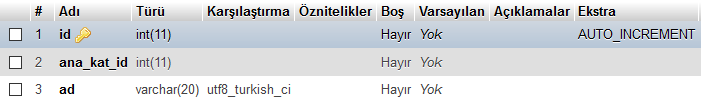 # Adı Türü Karşılaştırma Öznitelikler Boş Varsayılan Açıklamalar Ekstra
1 id int(11) Hayır Yok AUTO_INCREMENT
2 ana_kat_id int(11) Hayır Yok
3 ad varchar(20) utf8_turkish_ci Hayır Yok